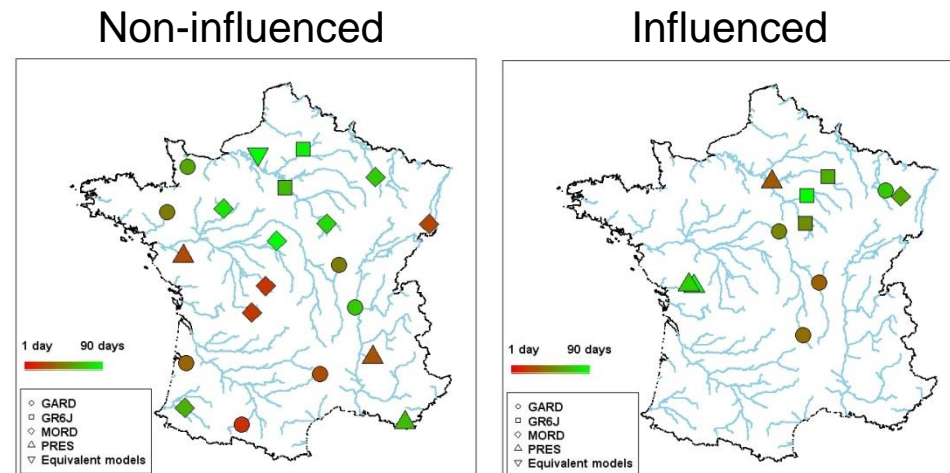 Non-influenced
Influenced
1 day 90 days
GARD
GR6J
MORD
PRES
Equivalent models
1 day 90 days
GARD
GR6J
MORD
PRES
Equivalent models